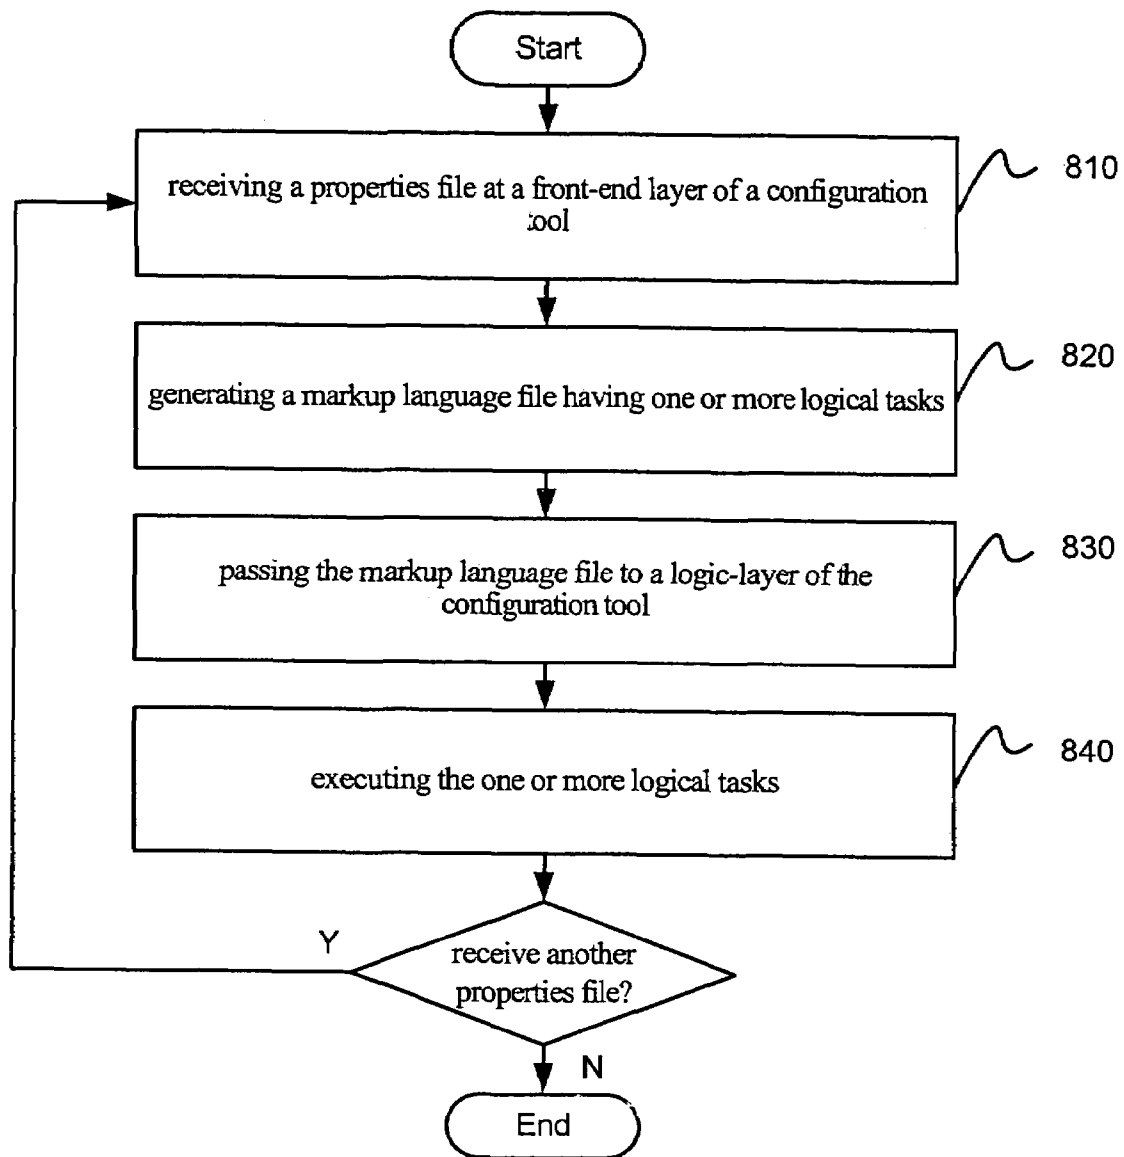 Start
receiving a properties file at a front-end layer of a configuration
tool
810
generating a markup language file having one or more logical tasks
820
passing the markup language file to a logic-layer of the
configuration tool
830
executing the one or more logical tasks
840
receive another
properties file?
Y
N
End